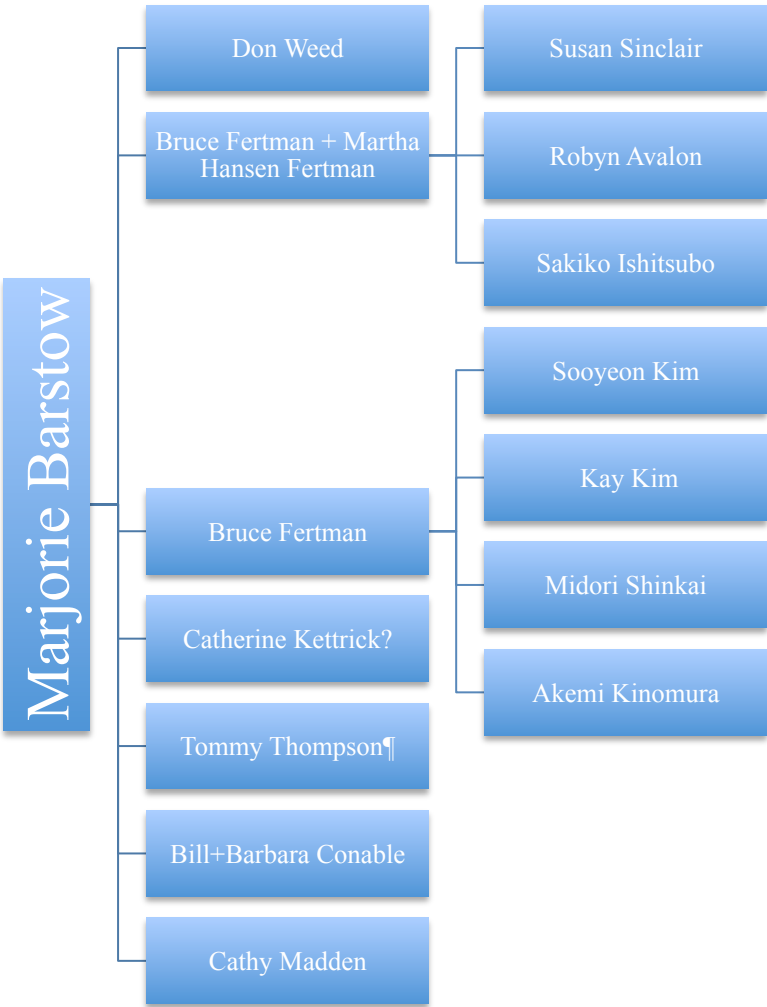 Marjorie Barstow
Don Weed
Bruce Fertman + Martha
Hansen Fertman
Susan Sinclair
Robyn Avalon
Sakiko Ishitsubo
Bruce Fertman
Sooyeon Kim
Kay Kim
Midori Shinkai
Akemi Kinomura
Catherine Kettrick?
Tommy Thompson¶
Bill+Barbara Conable
Cathy Madden